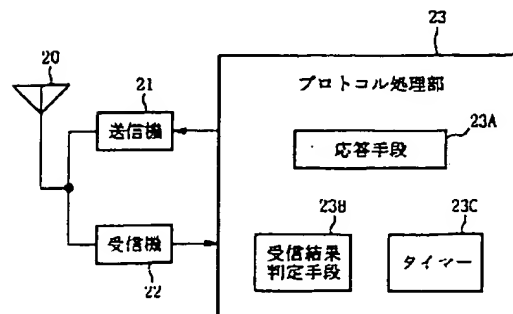 23
20
21
プロトコル処理部
送信機
23A
応答手段
23B
23C
受信機
受信結果
判定手段
タイマー
22